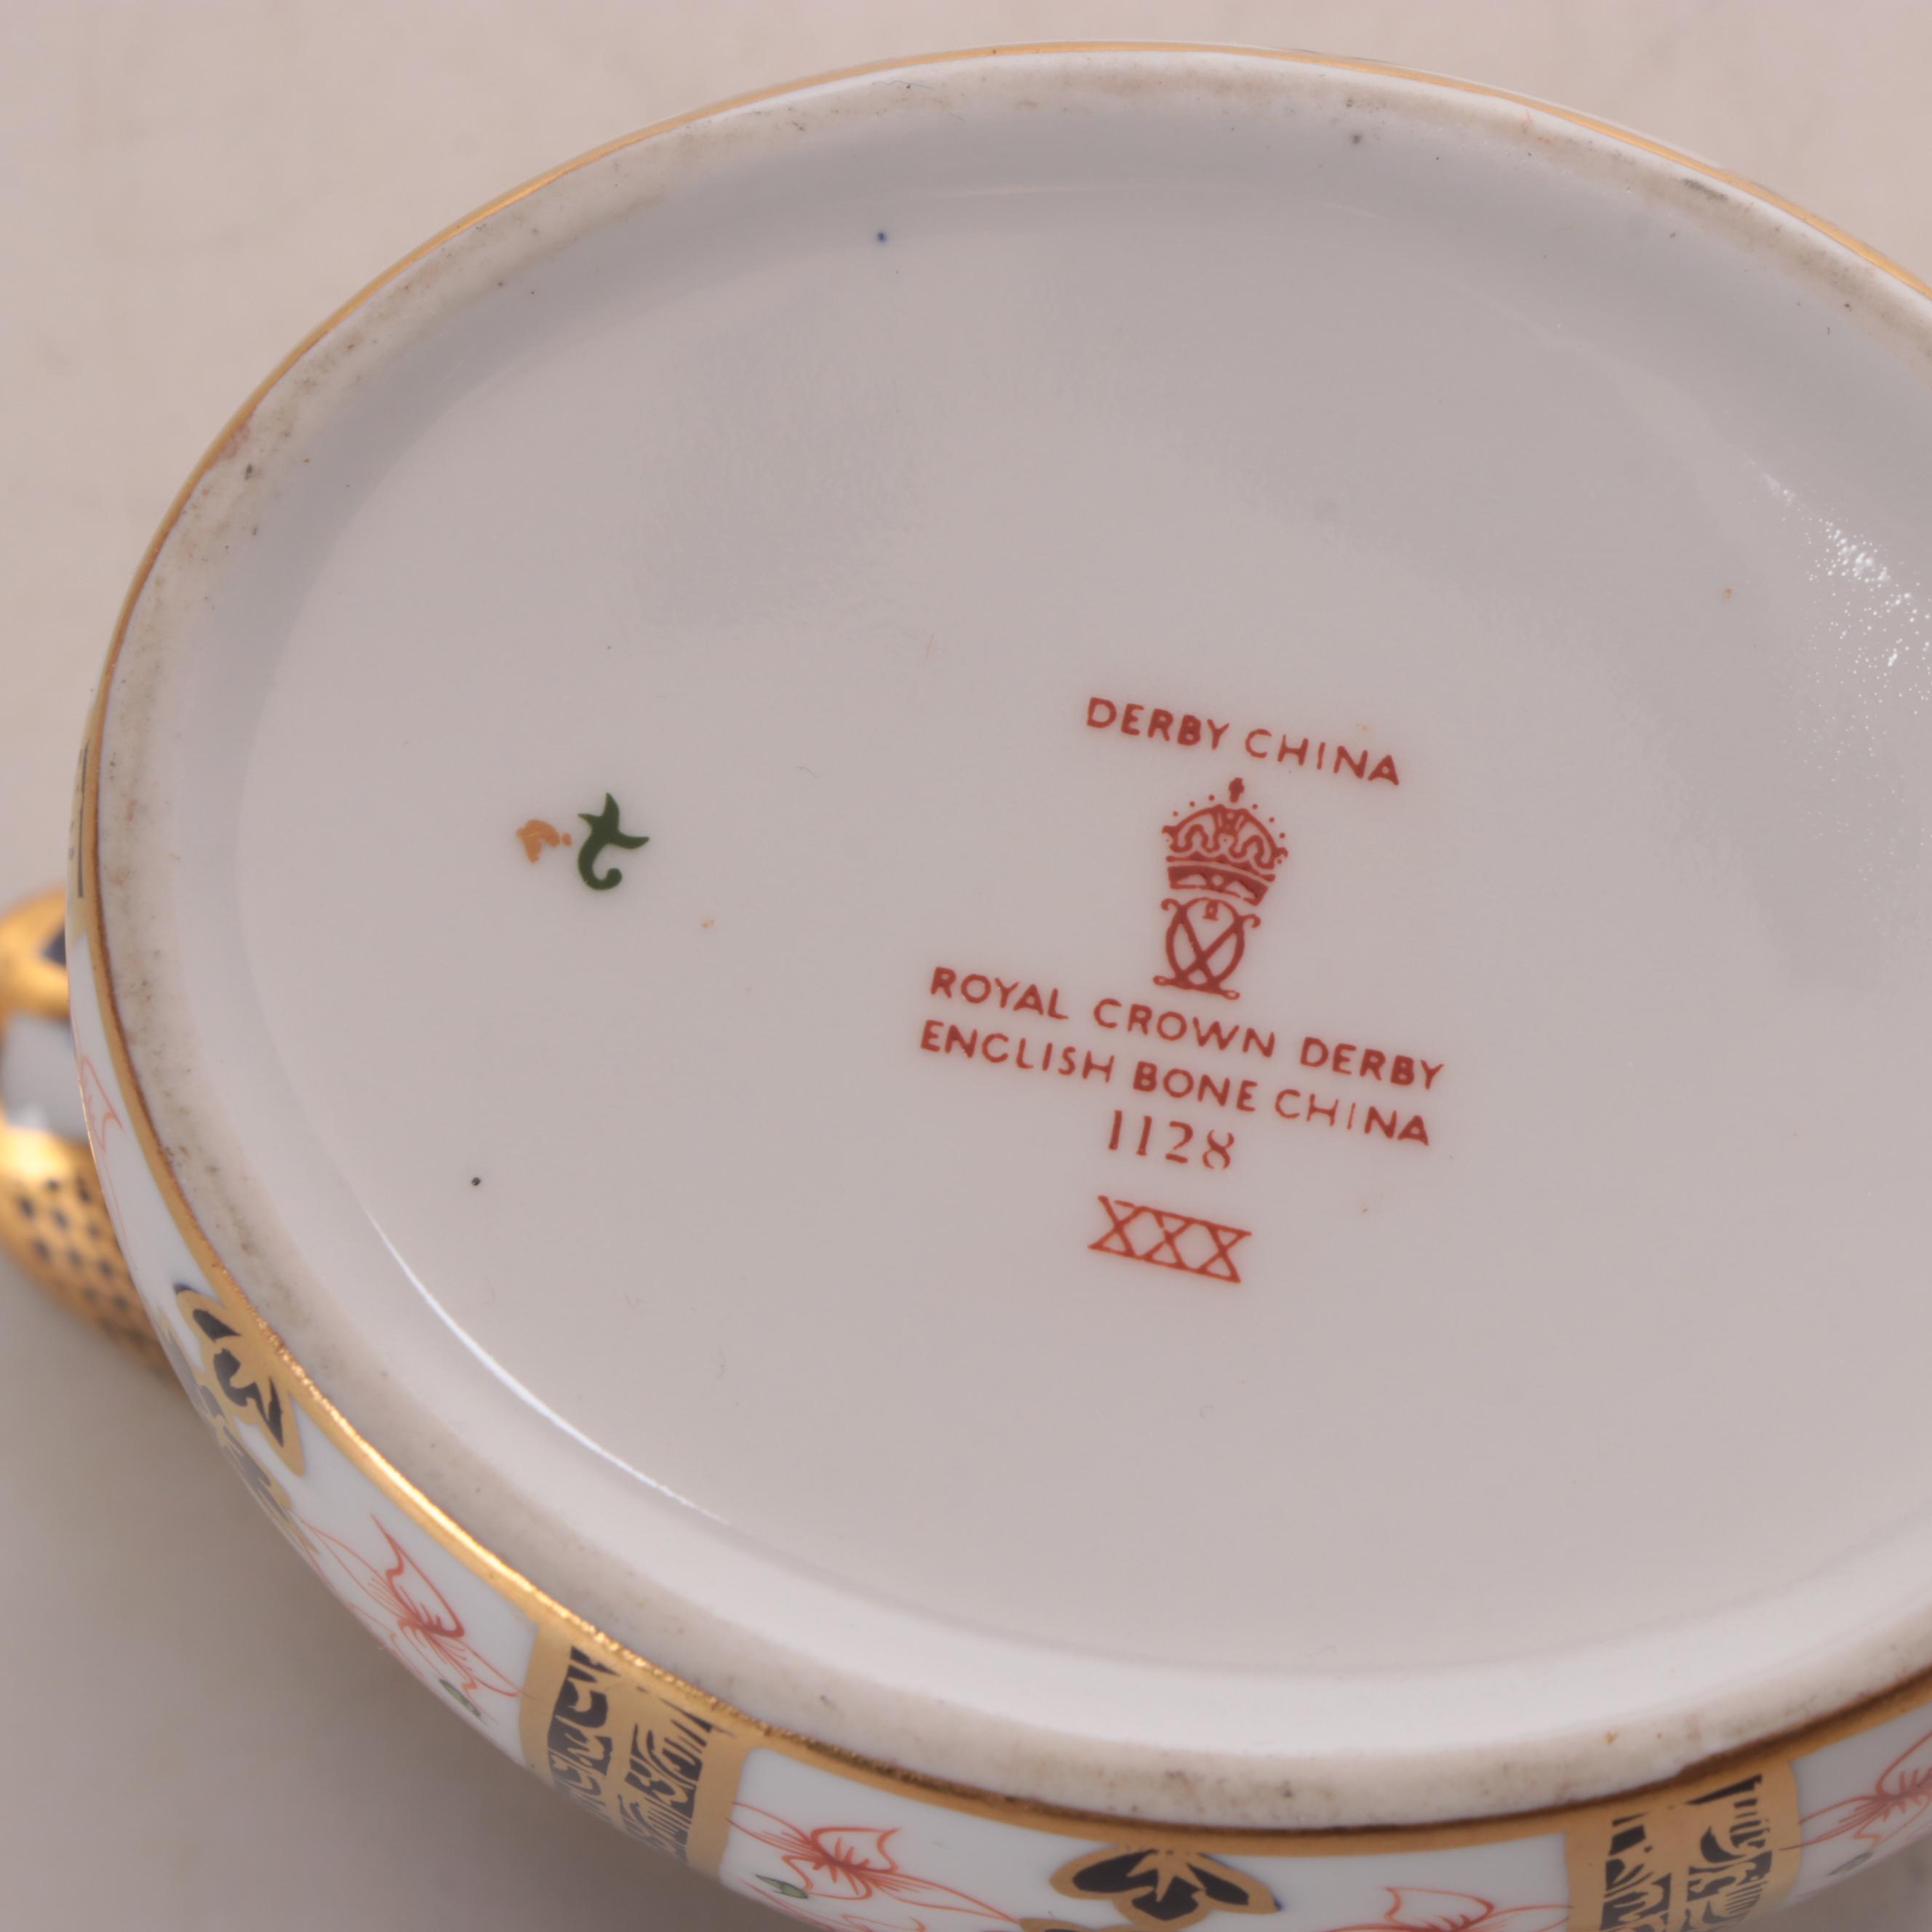 DERBY CHINA
ROYAL CROWN DERBY
ENGLISH BONE CHINA
1128
XXX